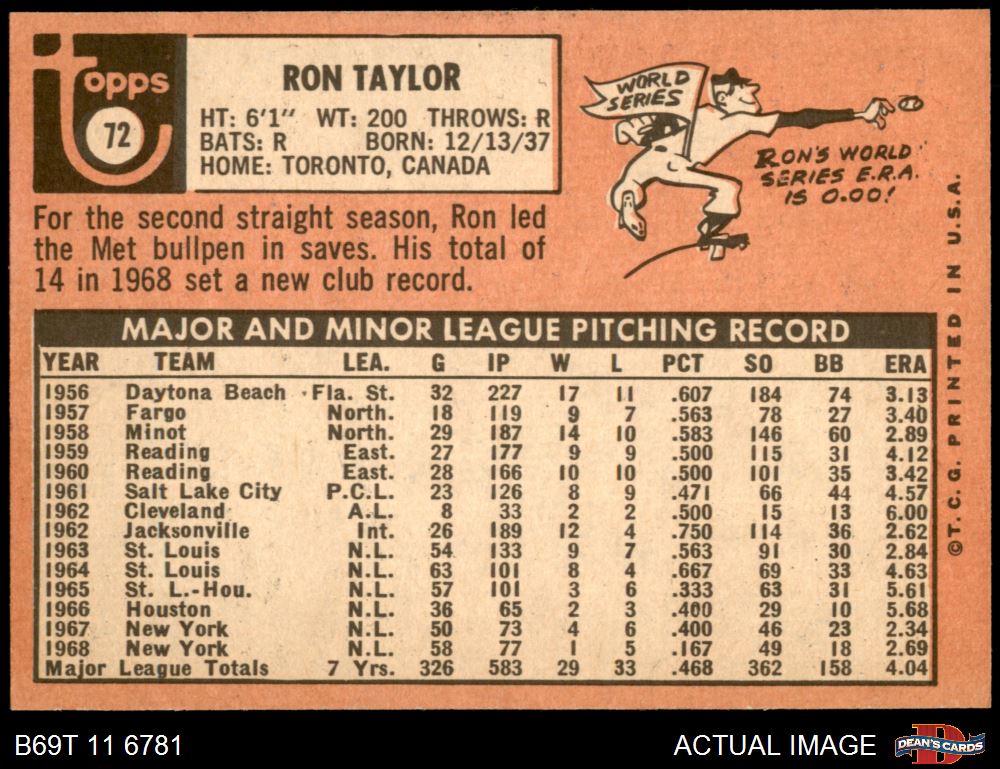 Topps
72
RON TAYLOR
HT: 6'1" WT: 200 THROWS: R
BATS: R BORN: 12/13/37
HOME: TORONTO, CANADA
WORLD
SERIES
RON'S WORLD
SERIES E.R.A.
IS 0.00!
For the second straight season, Ron led
the Met bullpen in saves. His total of
14 in 1968 set a new club record.
MAJOR AND MINOR LEAGUE PITCHING RECORD
YEAR TEAM LEA. G IP W L PCT SO BB ERA
1956 Daytona Beach Fla. St. 32 227 17 11 .607 184 74 3.13
1957 Fargo North. 18 119 9 7 .563 78 27 3.40
1958 Minot North. 29 187 14 10 .583 146 60 2.89
1959 Reading East. 27 177 9 9 .500 115 31 4.12
1960 Reading East. 28 166 10 10 .500 101 35 3.42
1961 Salt Lake City P.C.L. 23 126 8 9 .471 66 44 4.57
1962 Cleveland A.L. 8 33 2 2 .500 15 13 6.00
1962 Jacksonville Int. 26 189 12 4 .750 114 36 2.62
1963 St. Louis N.L. 54 133 9 7 .563 91 30 2.84
1964 St. Louis N.L. 63 101 8 4 .667 69 33 4.63
1965 St. L.-Hou. N.L. 57 101 3 6 .333 63 31 5.61
1966 Houston N.L. 36 65 2 3 .400 29 10 5.68
1967 New York N.L. 50 73 4 6 .400 46 23 2.34
1968 New York N.L. 58 77 1 5 .167 49 18 2.69
Major League Totals 7 Yrs. 326 583 29 33 .468 362 158 4.04
©T.C.G. PRINTED IN U.S.A.
B69T 11 6781
ACTUAL IMAGE
D
DEAN'S CARDS